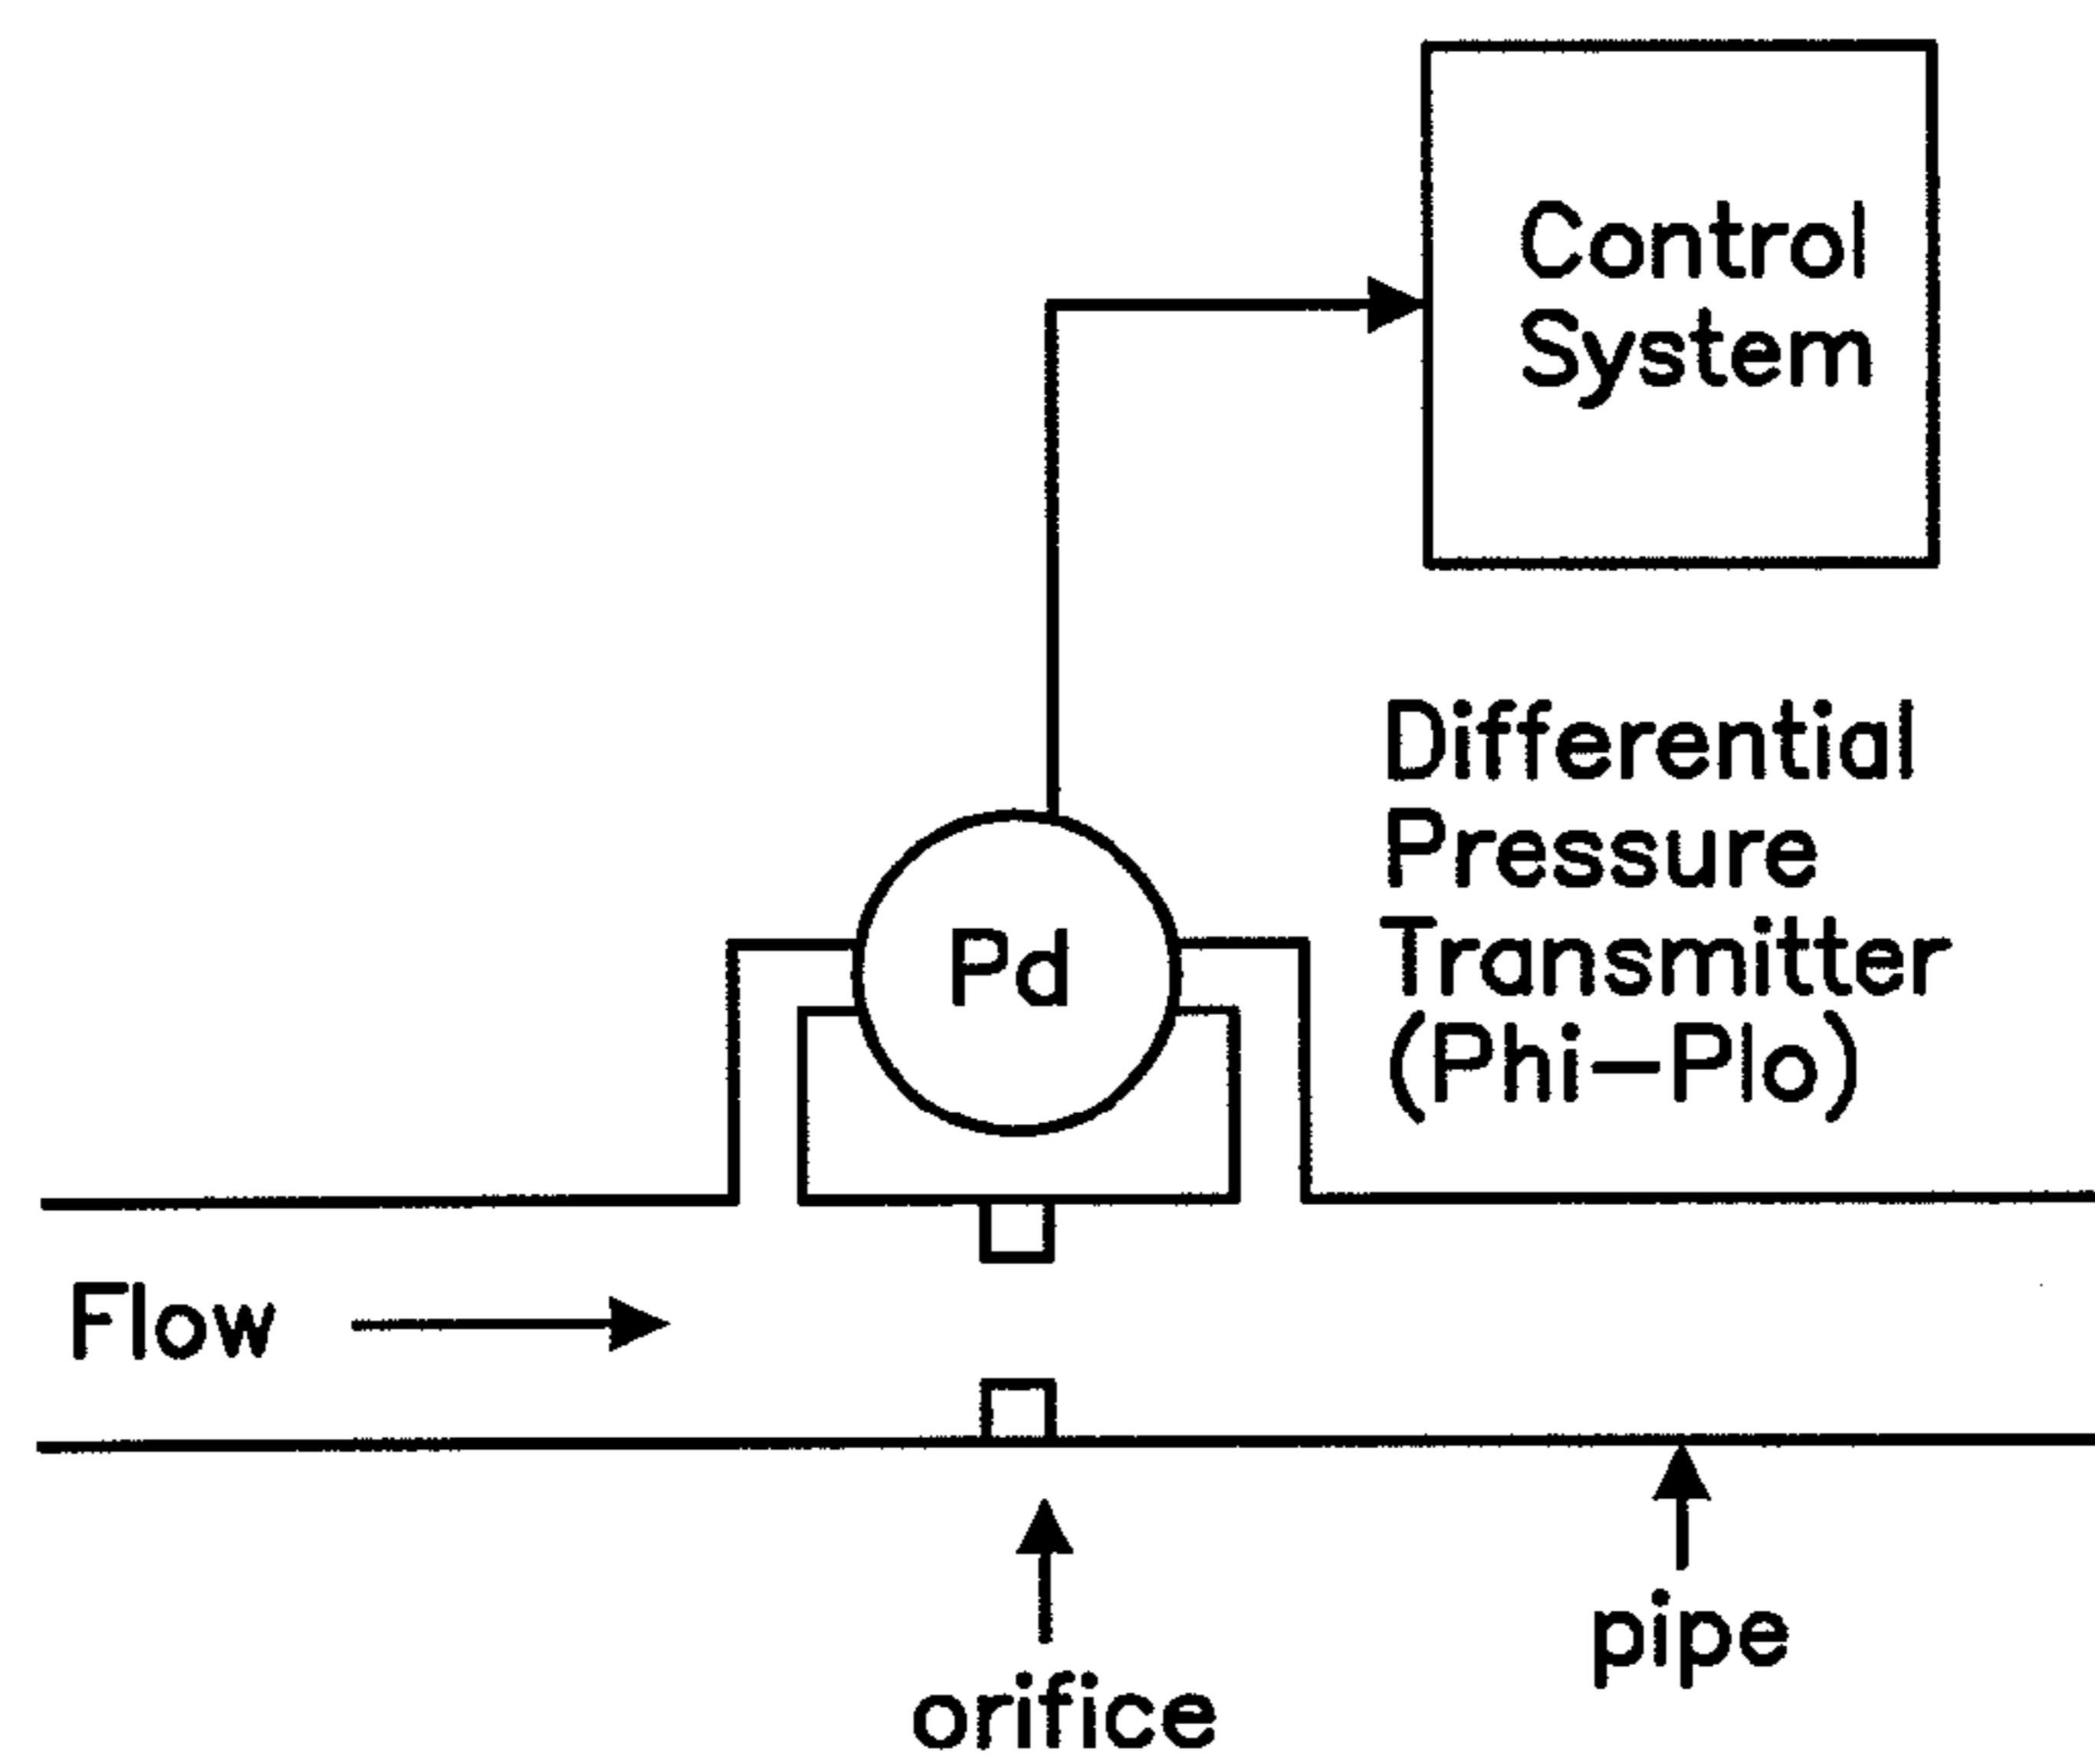 Control
System
Differential
Pressure
Transmitter
(Phi-Plo)
Pd
Flow
orifice
pipe